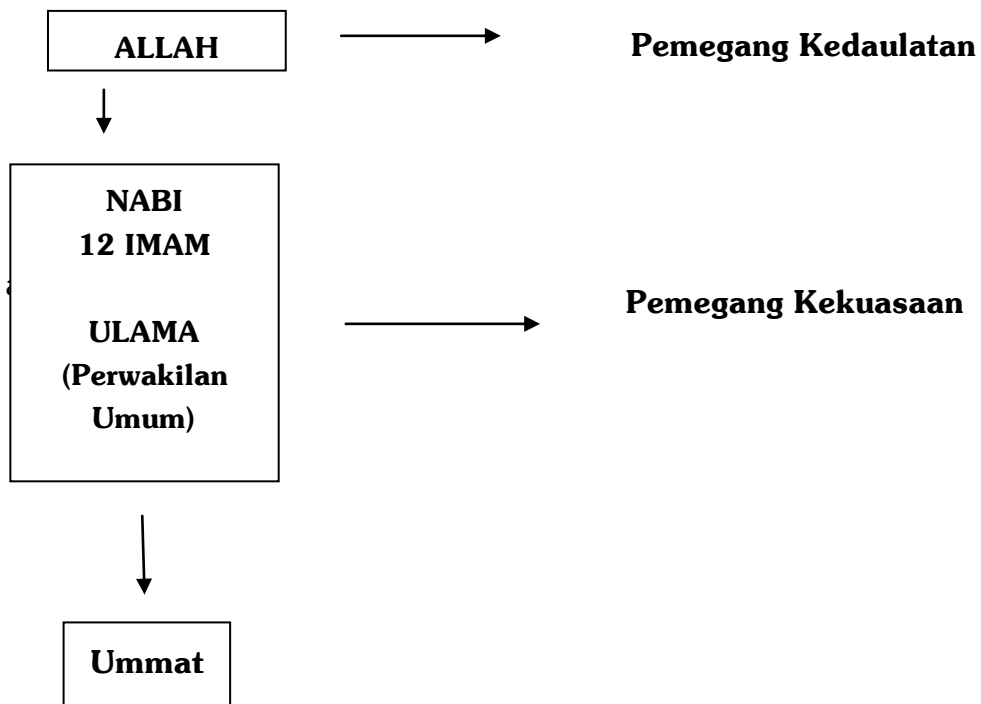 ALLAH
Pemegang Kedaulatan
NABI
12 IMAM
ULAMA
(Perwakilan
Umum)
Pemegang Kekuasaan
Ummat